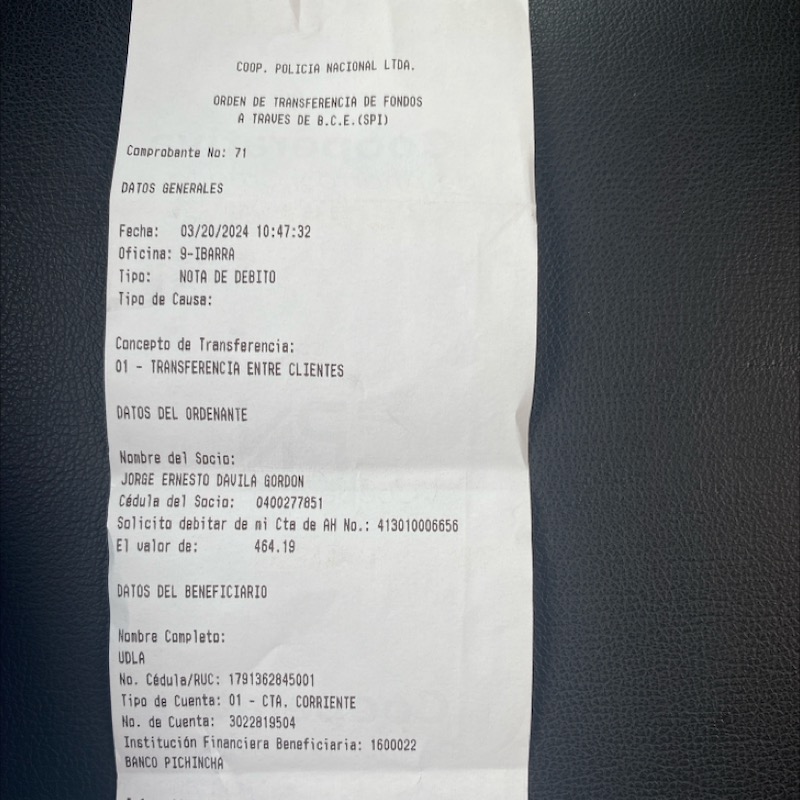 COOP. POLICIA NACIONAL LTDA.
ORDEN DE TRANSFERENCIA DE FONDOS
A TRAVES DE B.C.E.(SPI)
Comprobante No: 71
DATOS GENERALES
Fecha: 03/20/2024 10:47:32
Oficina: 9-IBARRA
Tipo: NOTA DE DEBITO
Tipo de Causa:
Concepto de Transferencia:
01 - TRANSFERENCIA ENTRE CLIENTES
DATOS DEL ORDENANTE
Nombre del Socio:
JORGE ERNESTO DAVILA GORDON
Cédula del Socio: 0400277851
Solicito debitar de mi Cta de AH No.: 413010006656
El valor de: 464.19
DATOS DEL BENEFICIARIO
Nombre Completo:
UDLA
No. Cédula/RUC: 1791362845001
Tipo de Cuenta: 01 - CTA. CORRIENTE
No. de Cuenta: 3022819504
Institución Financiera Beneficiaria: 1600022
BANCO PICHINCHA